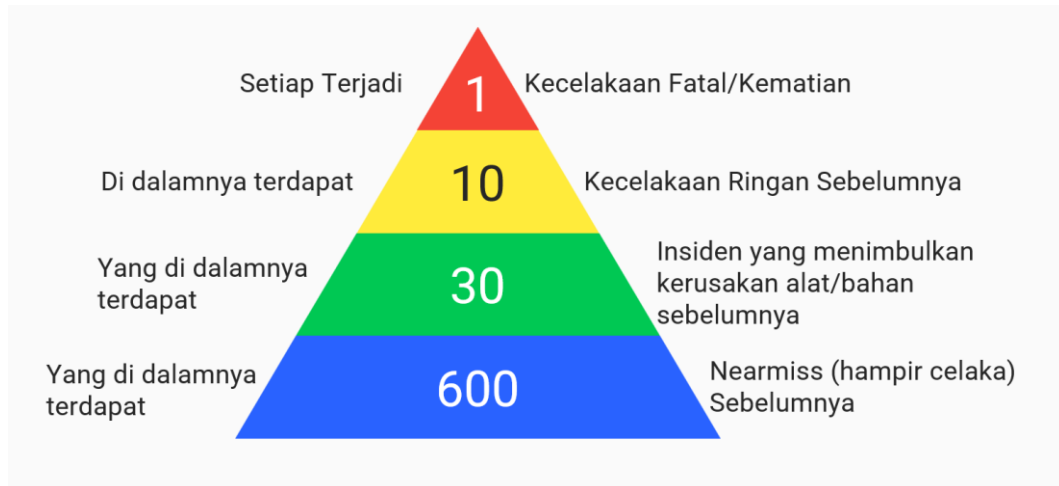 Setiap Terjadi
1
Kecelakaan Fatal/Kematian
Di dalamnya terdapat
10
Kecelakaan Ringan Sebelumnya
Yang di dalamnya
terdapat
30
Insiden yang menimbulkan
kerusakan alat/bahan
sebelumnya
Yang di dalamnya
terdapat
600
Nearmiss (hampir celaka)
Sebelumnya